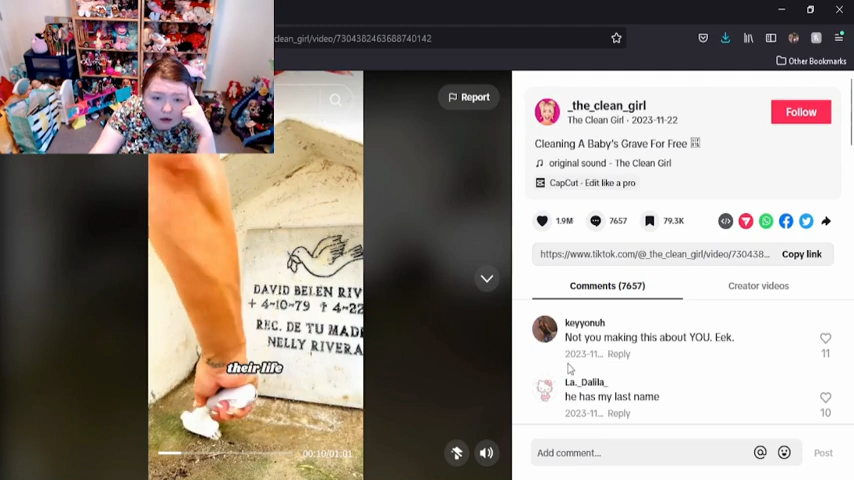 clean_girl/video/7304382463688740142
Other Bookmarks
Report
_the_clean_girl
The Clean Girl · 2023-11-22
Follow
Cleaning A Baby's Grave For Free
original sound - The Clean Girl
CapCut · Edit like a pro
1.9M
7657
79.3K
https://www.tiktok.com/@_the_clean_girl/video/730438...
Copy link
Comments (7657)
Creator videos
keyyonuh
Not you making this about YOU. Eek.
2023-11... Reply
11
La._Dalila_
he has my last name
2023-11... Reply
10
Add comment...
Post
DAVID BELEN RIV
+ 4-10-79 † 4-22
REC. DE TU MAD
NELLY RIVERA
their life
00:10/01:01